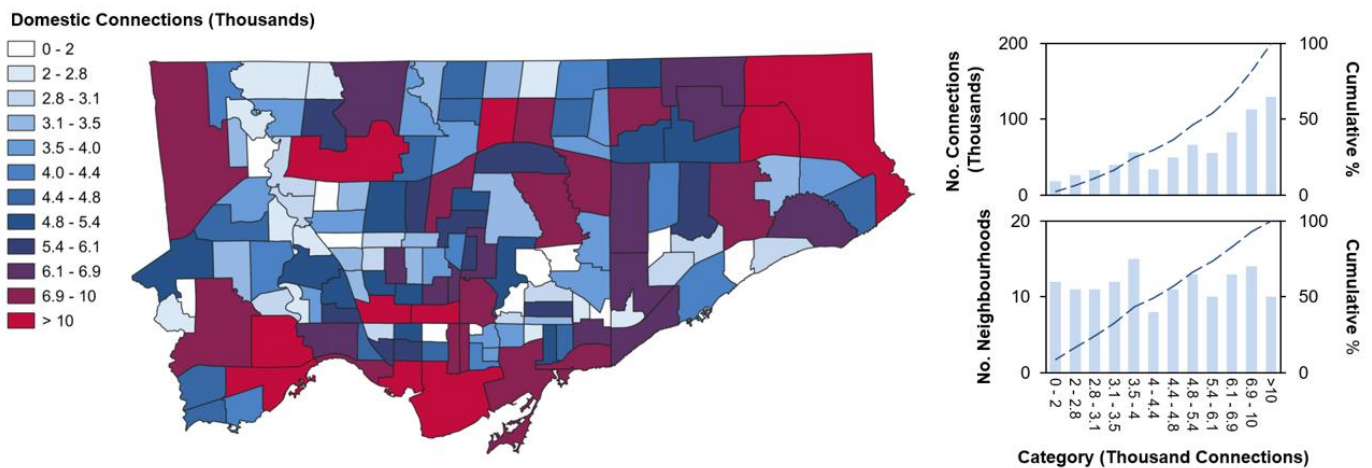 Domestic Connections (Thousands)
0 - 2
2 - 2.8
2.8 - 3.1
3.1 - 3.5
3.5 - 4.0
4.0 - 4.4
4.4 - 4.8
4.8 - 5.4
5.4 - 6.1
6.1 - 6.9
6.9 - 10
> 10
No. Connections
(Thousands)
200
100
0
100
50
0
Cumulative %
No. Neighbourhoods
20
10
0
100
50
0
Cumulative %
0 - 2
2 - 2.8
2.8 - 3.1
3.1 - 3.5
3.5 - 4
4 - 4.4
4.4 - 4.8
4.8 - 5.4
5.4 - 6.1
6.1 - 6.9
6.9 - 10
>10
Category (Thousand Connections)